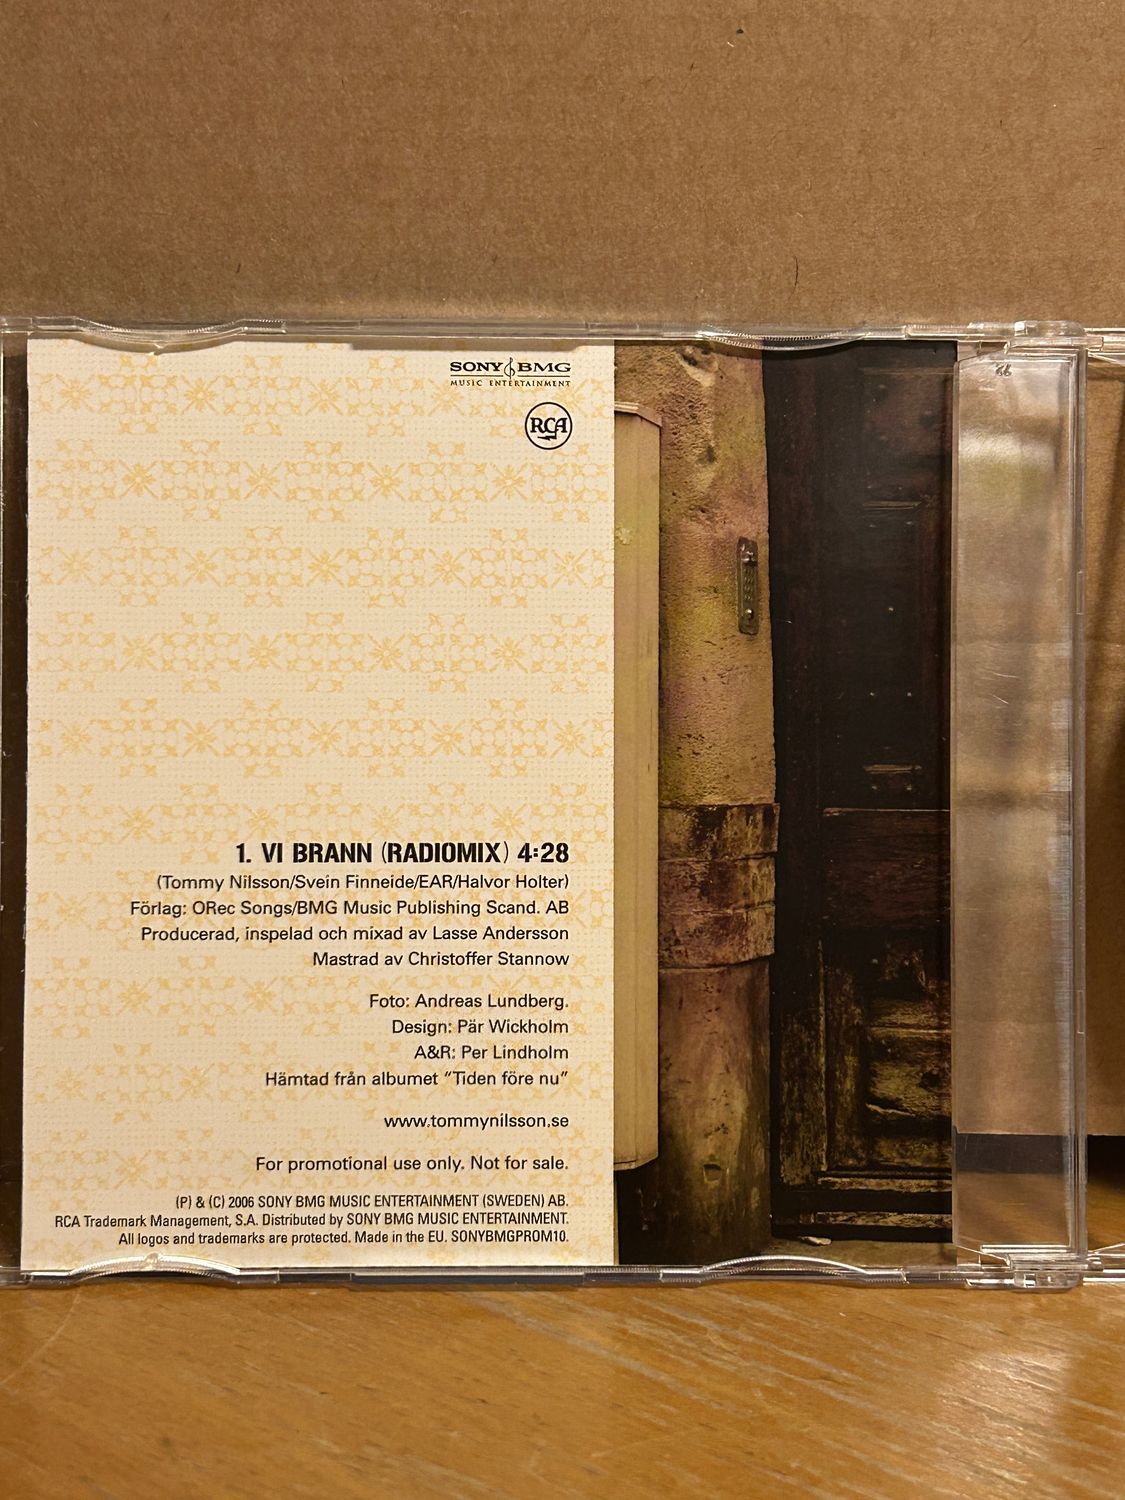 SONY BMG
MUSIC ENTERTAINMENT
RCA
1. VI BRANN (RADIOMIX) 4:28
(Tommy Nilsson/Svein Finneide/EAR/Halvor Holter)
Förlag: ORec Songs/BMG Music Publishing Scand. AB
Producerad, inspelad och mixad av Lasse Andersson
Mastrad av Christoffer Stannow
Foto: Andreas Lundberg.
Design: Pär Wickholm
A&R: Per Lindholm
Hämtad från albumet "Tiden före nu"
www.tommynilsson.se
For promotional use only. Not for sale.
(P) & (C) 2006 SONY BMG MUSIC ENTERTAINMENT (SWEDEN) AB.
RCA Trademark Management, S.A. Distributed by SONY BMG MUSIC ENTERTAINMENT.
All logos and trademarks are protected. Made in the EU. SONYBMGPROM10.